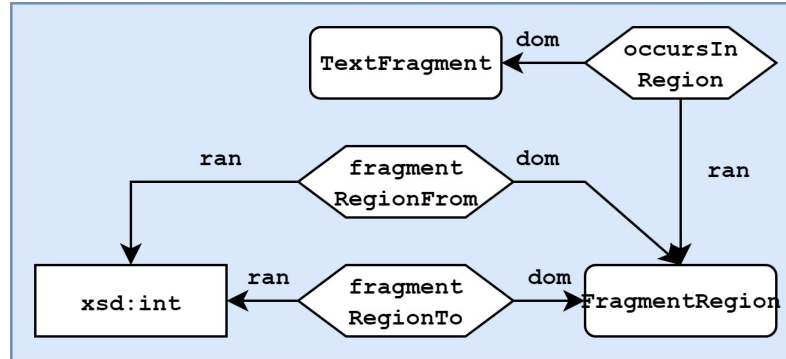 dom
TextFragment
occursIn
Region
ran
fragment
RegionFrom
dom
ran
xsd:int
ran
fragment
RegionTo
dom
FragmentRegion